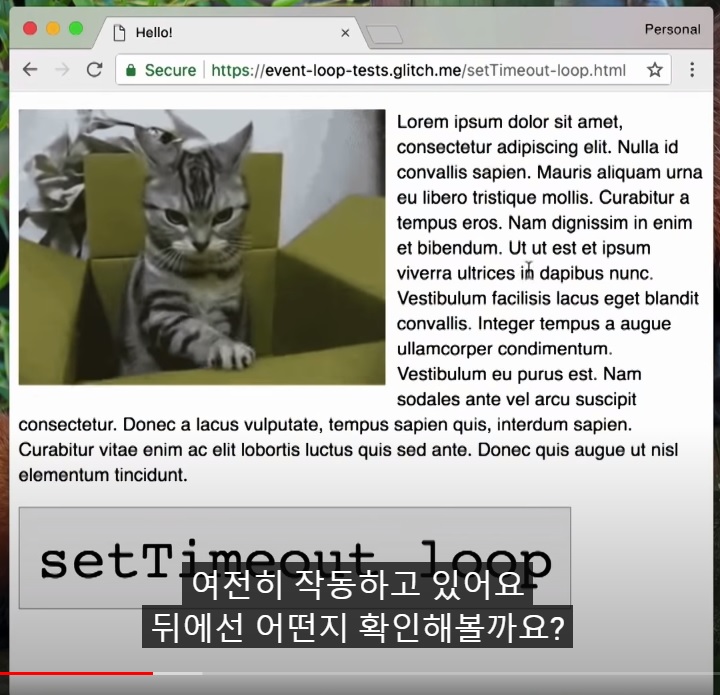 Hello!
Personal
Secure
https://event-loop-tests.glitch.me/setTimeout-loop.html
Lorem ipsum dolor sit amet,
consectetur adipiscing elit. Nulla id
convallis sapien. Mauris aliquam urna
eu libero tristique mollis. Curabitur a
tempus eros. Nam dignissim in enim
et bibendum. Ut ut est et ipsum
viverra ultrices in dapibus nunc.
Vestibulum facilisis lacus eget blandit
convallis. Integer tempus a augue
ullamcorper condimentum.
Vestibulum eu purus est. Nam
sodales ante vel arcu suscipit
consectetur. Donec a lacus vulputate, tempus sapien quis, interdum sapien.
Curabitur vitae enim ac elit lobortis luctus quis sed ante. Donec quis augue ut nisl
elementum tincidunt.
setTimeout loop
여전히 작동하고 있어요
뒤에선 어떤지 확인해볼까요?